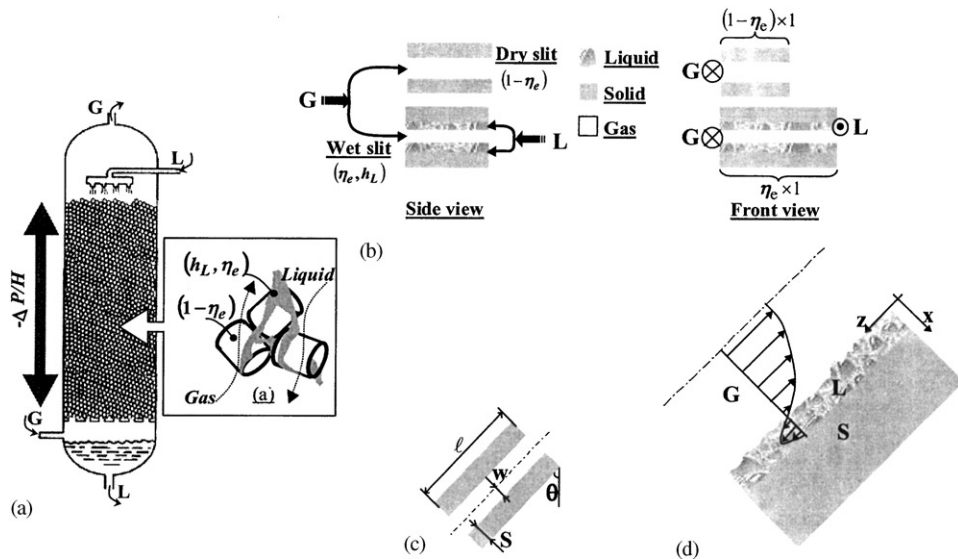 G
L
-Δ P/H
G
L
(a)
(h_L, η_e)
Liquid
(1-η_e)
Gas
(a)
G
Dry slit
(1-η_e)
Wet slit
(η_e, h_L)
L
Side view
(b)
Liquid
Solid
Gas
(1-η_e)×1
G
G
L
η_e×1
Front view
ℓ
w
S
θ
(c)
z
x
G
L
S
(d)